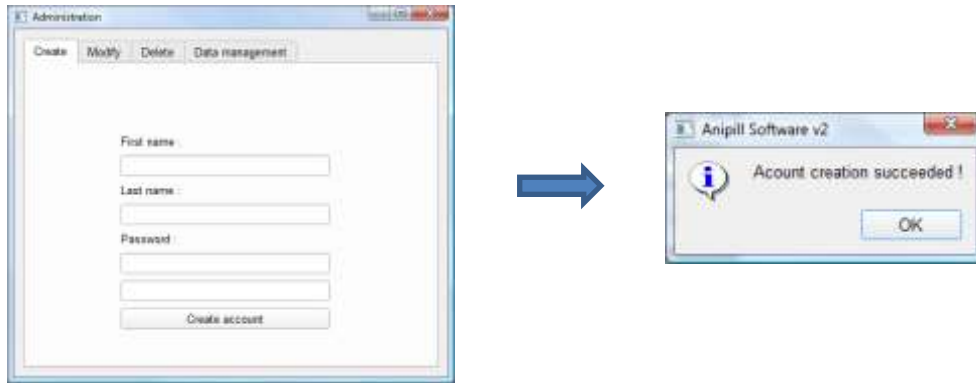 Administration
Create Modify Delete Data management
First name :
Last name :
Password :
Create account
Anipill Software v2
Acount creation succeeded !
OK